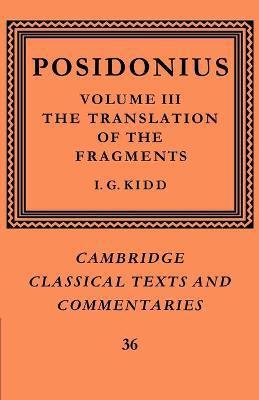 POSIDONIUS
VOLUME III
THE TRANSLATION
OF THE
FRAGMENTS
I. G. KIDD
CAMBRIDGE
CLASSICAL TEXTS AND
COMMENTARIES
36